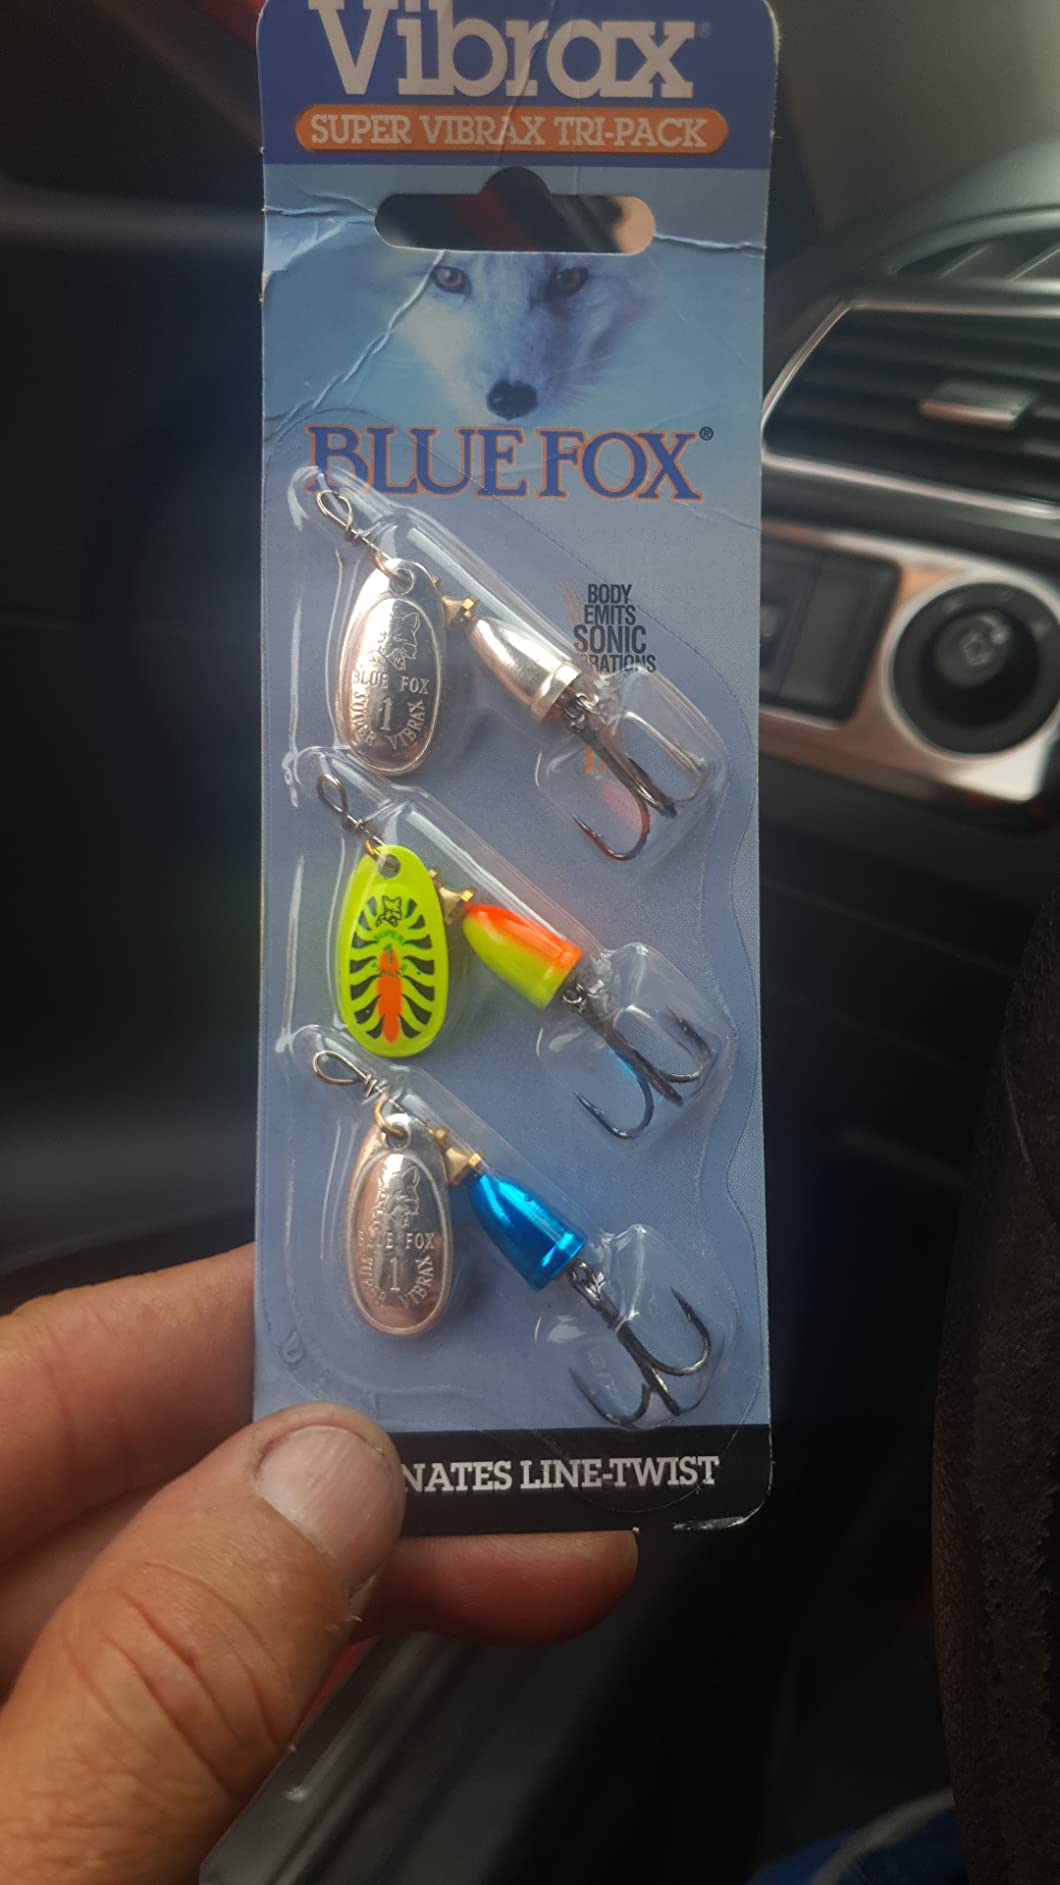 Vibrax®
SUPER VIBRAX TRI-PACK
BLUE FOX®
BODY
EMITS
SONIC
BLUE FOX
1
SUPER VIBRAX
SUPER
BLUE FOX
1
VIBRAX
LINE-TWIST